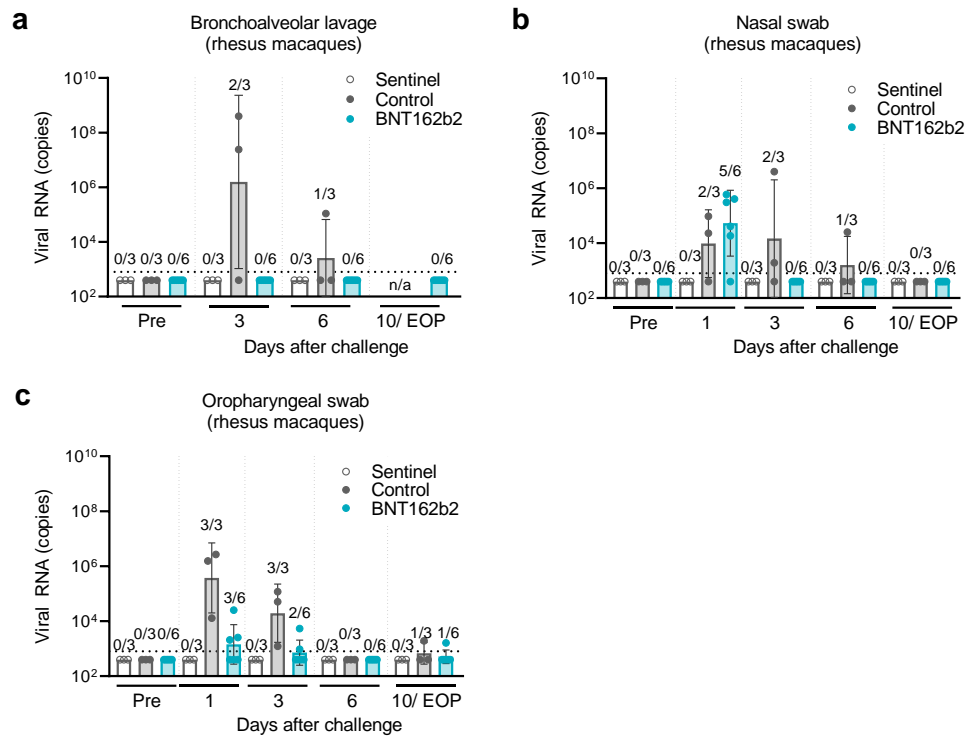 a
Bronchoalveolar lavage
(rhesus macaques)
Viral RNA (copies)
10^10
10^8
10^6
10^4
10^2
Sentinel
Control
BNT162b2
0/3 0/3 0/6 0/3 2/3 0/6 0/3 1/3 0/6 n/a 0/6
Pre 3 6 10/ EOP
Days after challenge
b
Nasal swab
(rhesus macaques)
Viral RNA (copies)
10^10
10^8
10^6
10^4
10^2
Sentinel
Control
BNT162b2
0/3 0/3 0/6 0/3 2/3 5/6 0/3 2/3 0/6 0/3 1/3 0/6 0/3 0/3 0/6
Pre 1 3 6 10/ EOP
Days after challenge
c
Oropharyngeal swab
(rhesus macaques)
Viral RNA (copies)
10^10
10^8
10^6
10^4
10^2
Sentinel
Control
BNT162b2
0/3 0/3 0/6 0/3 3/3 3/6 0/3 3/3 2/6 0/3 0/3 0/6 0/3 1/3 1/6
Pre 1 3 6 10/ EOP
Days after challenge